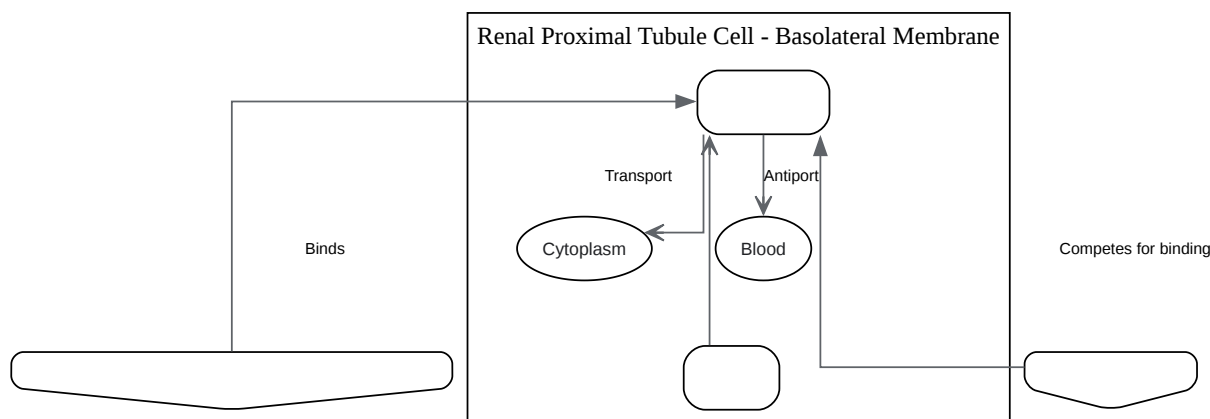 Renal Proximal Tubule Cell - Basolateral Membrane
Transport
Antiport
Binds
Cytoplasm
Blood
Competes for binding